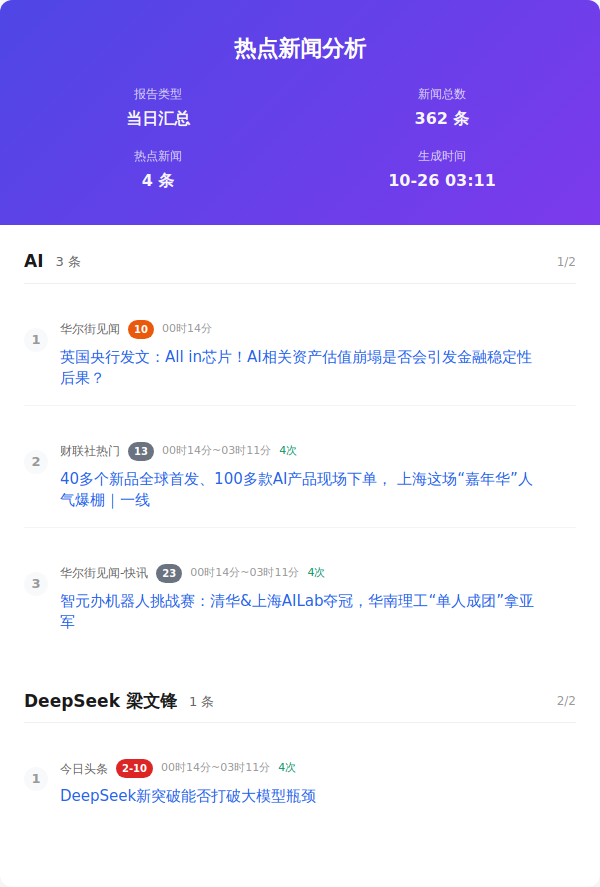 热点新闻分析
报告类型
当日汇总
新闻总数
362 条
热点新闻
4 条
生成时间
10-26 03:11
AI 3 条 1/2
1 华尔街见闻 10 00时14分
英国央行发文：All in芯片！AI相关资产估值崩塌是否会引发金融稳定性
后果？
2 财联社热门 13 00时14分~03时11分 4次
40多个新品全球首发、100多款AI产品现场下单， 上海这场“嘉年华”人
气爆棚｜一线
3 华尔街见闻-快讯 23 00时14分~03时11分 4次
智元办机器人挑战赛：清华&上海AILab夺冠，华南理工“单人成团”拿亚
军
DeepSeek 梁文锋 1 条 2/2
1 今日头条 2-10 00时14分~03时11分 4次
DeepSeek新突破能否打破大模型瓶颈